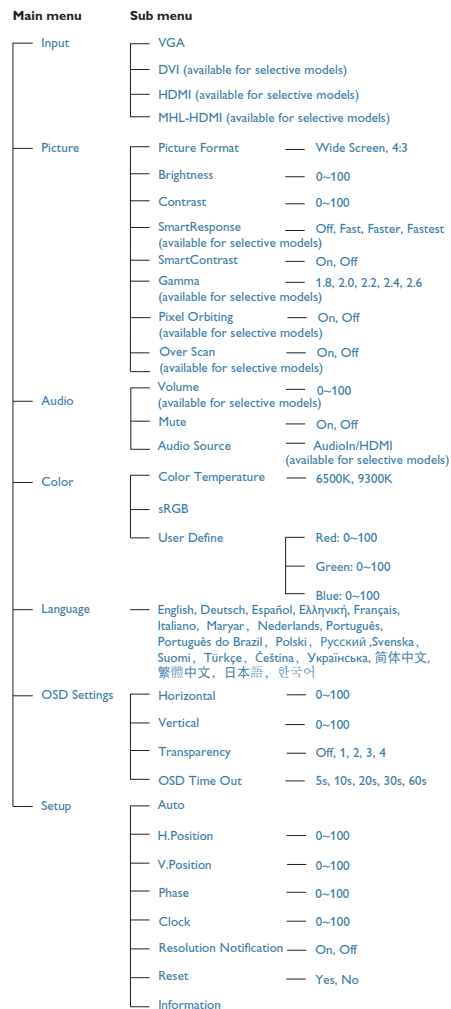 Main menu Sub menu
Input VGA
DVI (available for selective models)
HDMI (available for selective models)
MHL-HDMI (available for selective models)
Picture Picture Format Wide Screen, 4:3
Brightness 0~100
Contrast 0~100
SmartResponse Off, Fast, Faster, Fastest
(available for selective models)
SmartContrast On, Off
Gamma 1.8, 2.0, 2.2, 2.4, 2.6
(available for selective models)
Pixel Orbiting On, Off
(available for selective models)
Over Scan On, Off
(available for selective models)
Audio Volume 0~100
(available for selective models)
Mute On, Off
Audio Source AudioIn/HDMI
(available for selective models)
Color Color Temperature 6500K, 9300K
sRGB
User Define Red: 0~100
Green: 0~100
Blue: 0~100
Language English, Deutsch, Español, Ελληνική, Français,
Italiano, Maryar, Nederlands, Português,
Português do Brazil, Polski, Русский ,Svenska,
Suomi, Türkçe, Čeština, Українська, 简体中文,
繁體中文, 日本語, 한국어
OSD Settings Horizontal 0~100
Vertical 0~100
Transparency Off, 1, 2, 3, 4
OSD Time Out 5s, 10s, 20s, 30s, 60s
Setup Auto
H.Position 0~100
V.Position 0~100
Phase 0~100
Clock 0~100
Resolution Notification On, Off
Reset Yes, No
Information